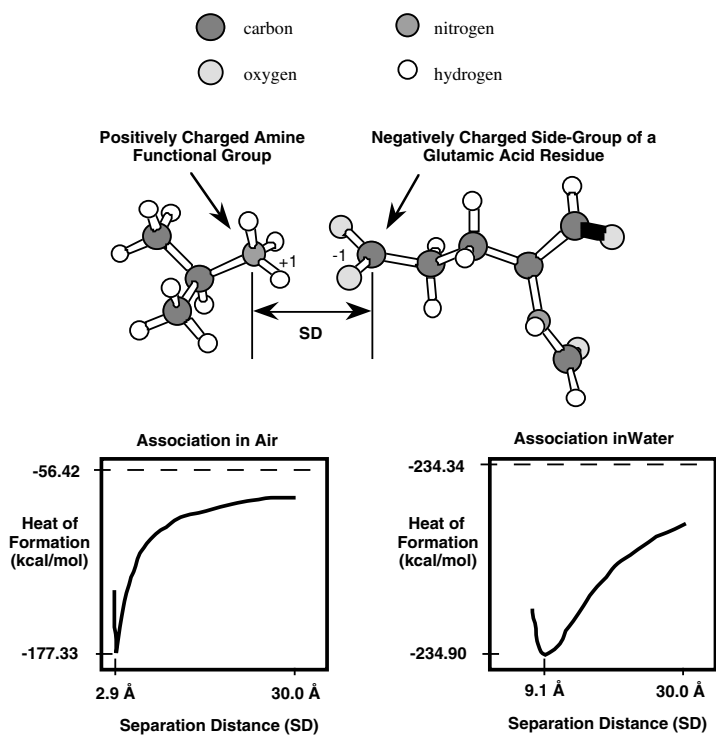 carbon
nitrogen
oxygen
hydrogen
Positively Charged Amine
Functional Group
Negatively Charged Side-Group of a
Glutamic Acid Residue
+1
-1
SD
Association in Air
-56.42
Heat of
Formation
(kcal/mol)
-177.33
2.9 Å
30.0 Å
Separation Distance (SD)
Association inWater
-234.34
Heat of
Formation
(kcal/mol)
-234.90
9.1 Å
30.0 Å
Separation Distance (SD)